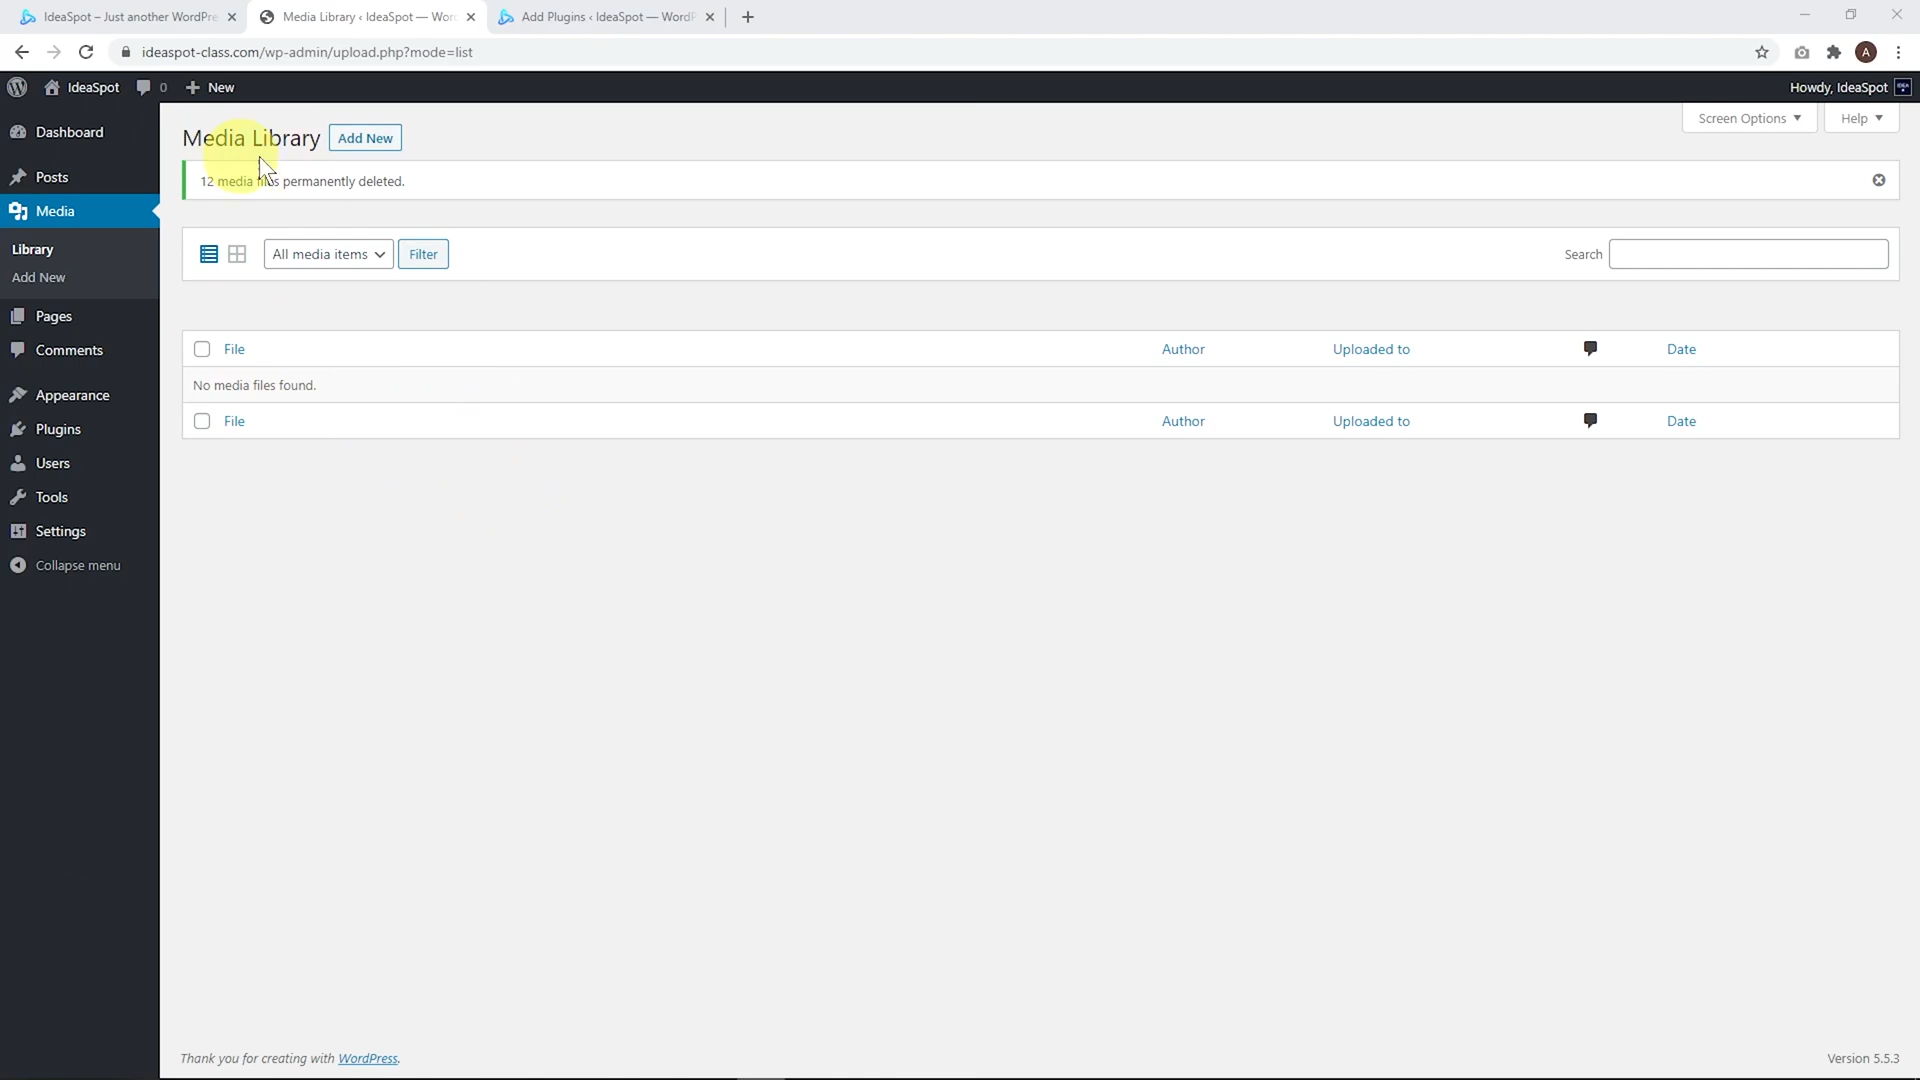 IdeaSpot – Just another WordPre
Media Library ‹ IdeaSpot — Wor
Add Plugins ‹ IdeaSpot — WordP
ideaspot-class.com/wp-admin/upload.php?mode=list
A
IdeaSpot
0
New
Howdy, IdeaSpot
Dashboard
Posts
Media
Library
Add New
Pages
Comments
Appearance
Plugins
Users
Tools
Settings
Collapse menu
Media Library
Add New
Screen Options
Help
12 media files permanently deleted.
All media items
Filter
Search
File
Author
Uploaded to
Date
No media files found.
File
Author
Uploaded to
Date
Thank you for creating with WordPress.
Version 5.5.3